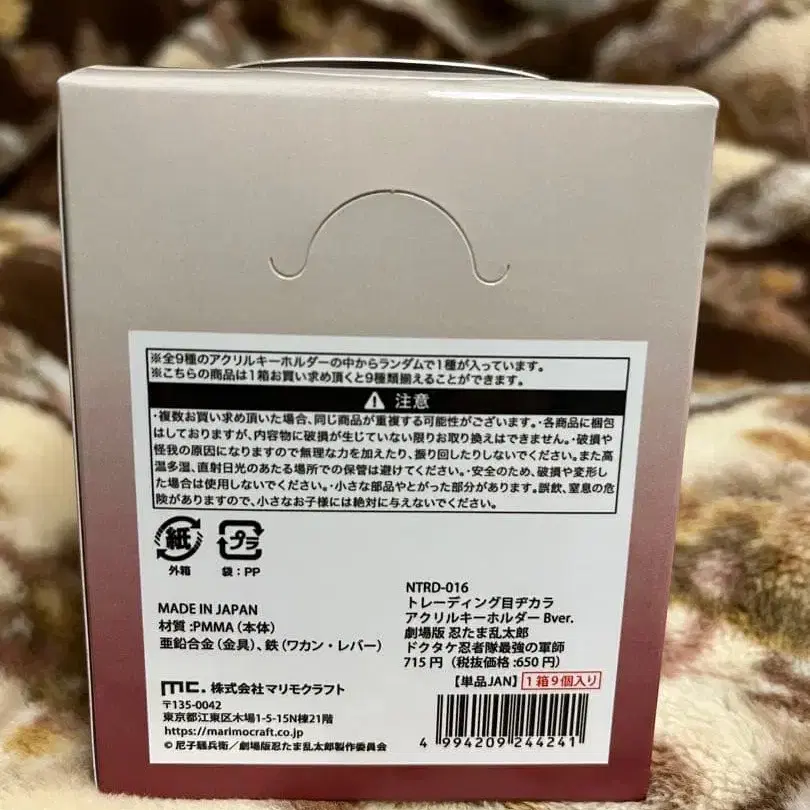 ※全9種のアクリルキーホルダーの中からランダムで1種が入っています。
※こちらの商品は1箱お買い求め頂くと9種類揃えることができます。
注意
・複数お買い求め頂いた場合、同じ商品が重複する可能性がございます。・各商品に梱包
はしておりますが、内容物に破損が生じていない限りお取り換えはできません。・破損や
怪我の原因になりますので無理な力を加えたり、振り回したりしないでください。また高
温多湿、直射日光のあたる場所での保管は避けてください。・安全のため、破損や変形し
た場合は使用しないでください。・小さな部品やとがった部分があります。誤飲、窒息の危
険がありますので、小さなお子様には絶対に与えないでください。
紙
プラ
外箱
袋:PP
NTRD-016
トレーディング目ヂカラ
アクリルキーホルダー Bver.
劇場版 忍たま乱太郎
ドクタケ忍者隊最強の軍師
715円(税抜価格:650円)
MADE IN JAPAN
材質:PMMA(本体)
亜鉛合金(金具)、鉄(ワカン・レバー)
【単品JAN】 1箱9個入り
mc. 株式会社マリモクラフト
〒135-0042
東京都江東区木場1-5-15N棟21階
https://marimocraft.co.jp
© 尼子騒兵衛/劇場版忍たま乱太郎製作委員会
4 994209 244241